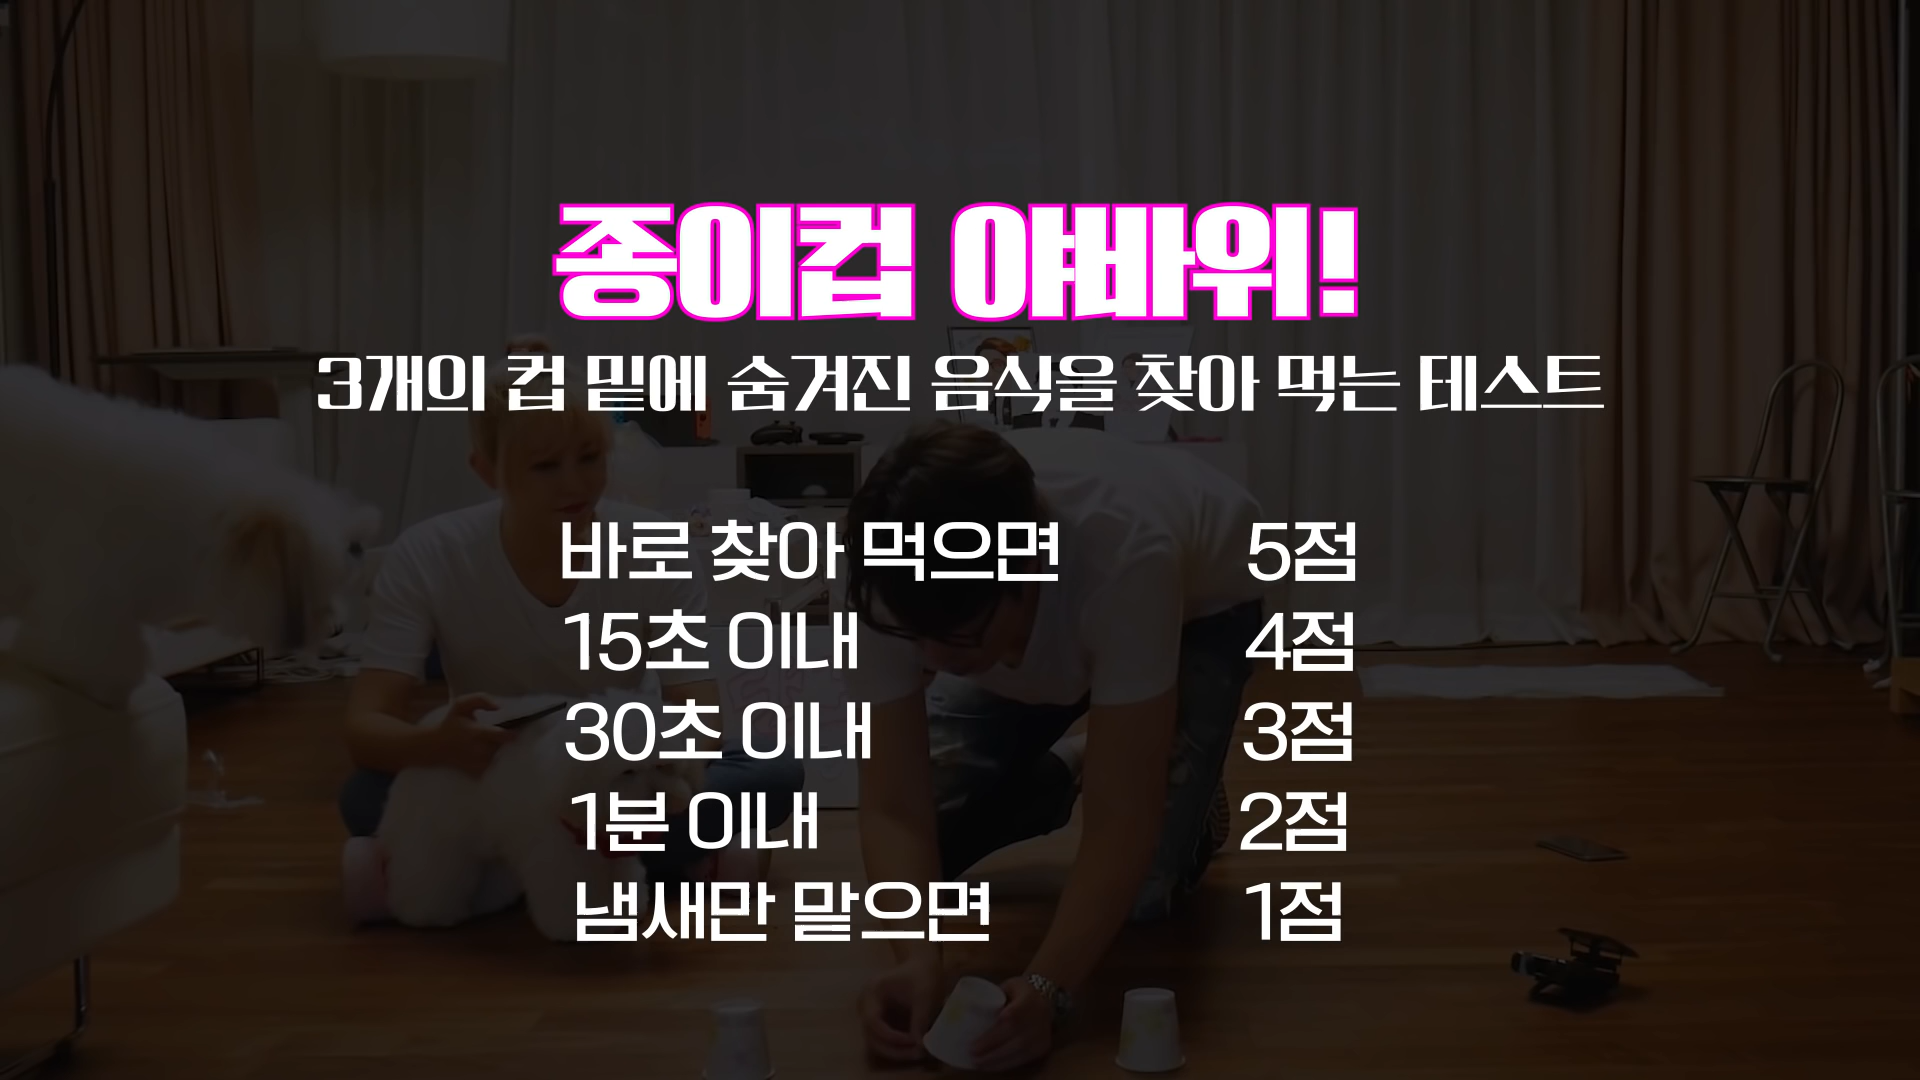 종이컵 야바위!
3개의 컵 밑에 숨겨진 음식을 찾아 먹는 테스트
바로 찾아 먹으면 5점
15초 이내 4점
30초 이내 3점
1분 이내 2점
냄새만 맡으면 1점